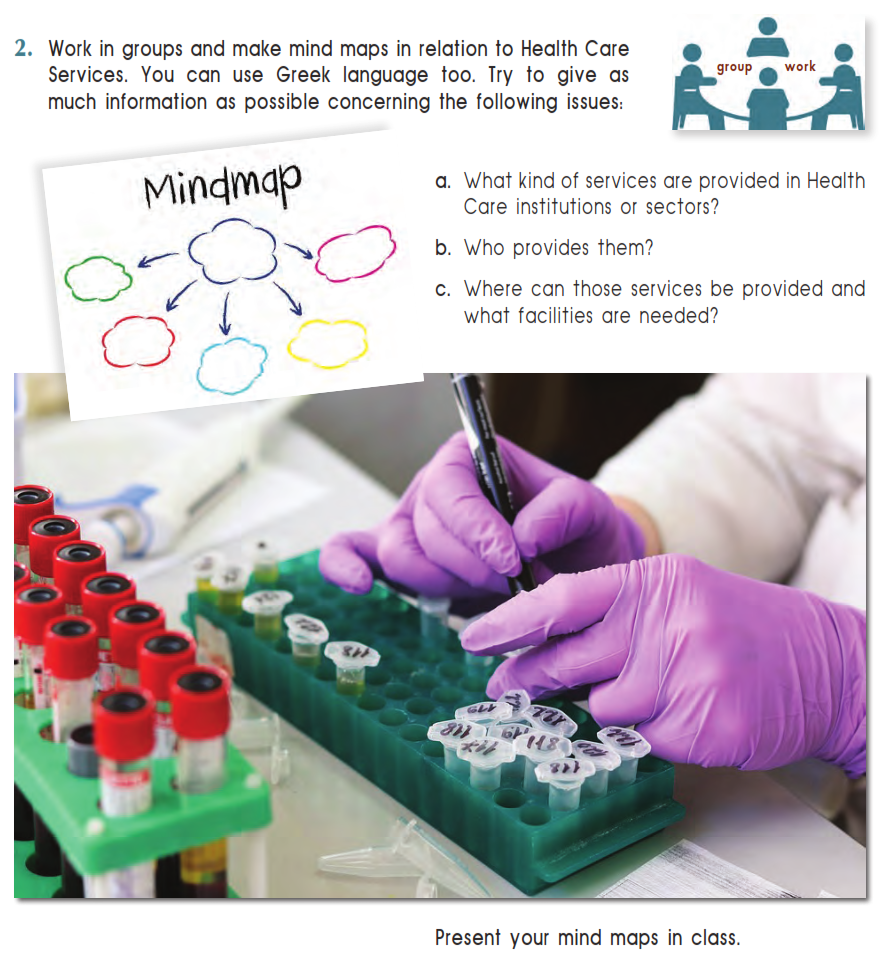 2. Work in groups and make mind maps in relation to Health Care
Services. You can use Greek language too. Try to give as
much information as possible concerning the following issues:
group work
Mindmap
a. What kind of services are provided in Health
Care institutions or sectors?
b. Who provides them?
c. Where can those services be provided and
what facilities are needed?
118
Present your mind maps in class.